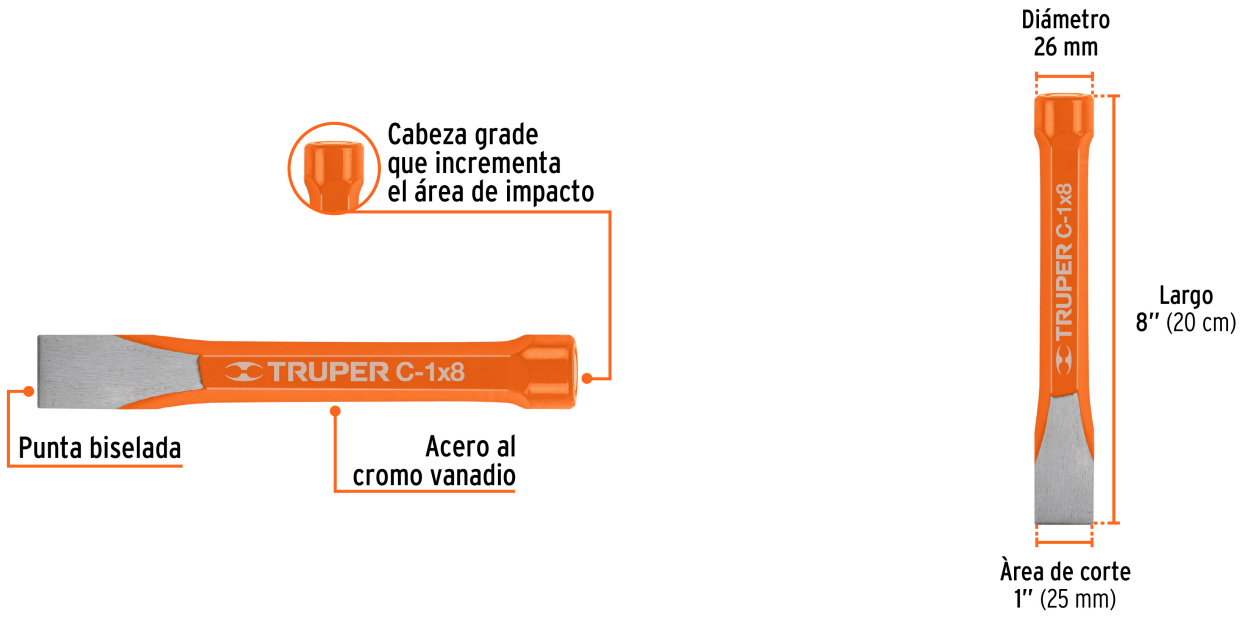 Cabeza grade
que incrementa
el área de impacto
TRUPER C-1x8
Punta biselada
Acero al
cromo vanadio
Diámetro
26 mm
TRUPER C-1x8
Largo
8’’ (20 cm)
Àrea de corte
1’’ (25 mm)